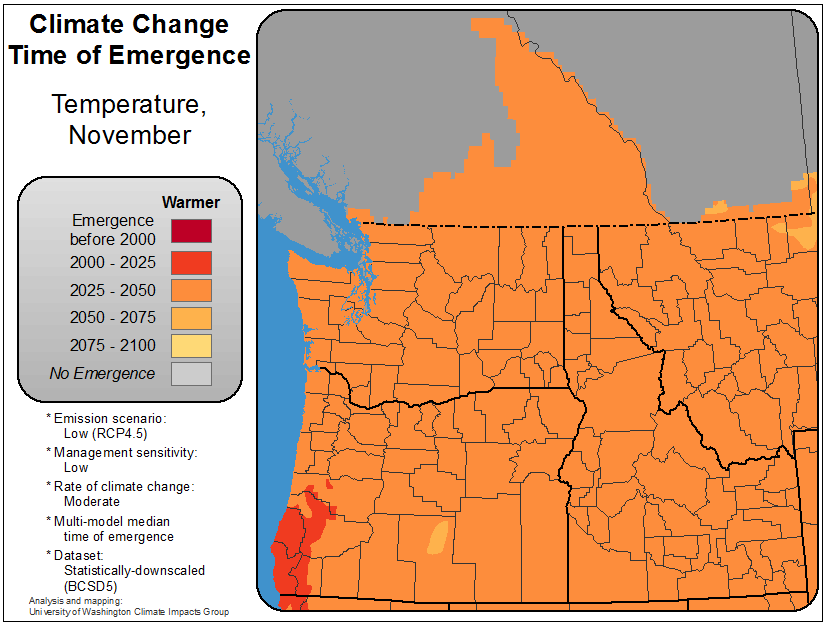 Climate Change
Time of Emergence
Temperature,
November
Warmer
Emergence
before 2000
2000 - 2025
2025 - 2050
2050 - 2075
2075 - 2100
No Emergence
* Emission scenario:
Low (RCP4.5)
* Management sensitivity:
Low
* Rate of climate change:
Moderate
* Multi-model median
time of emergence
* Dataset:
Statistically-downscaled
(BCSD5)
Analysis and mapping:
University of Washington Climate Impacts Group